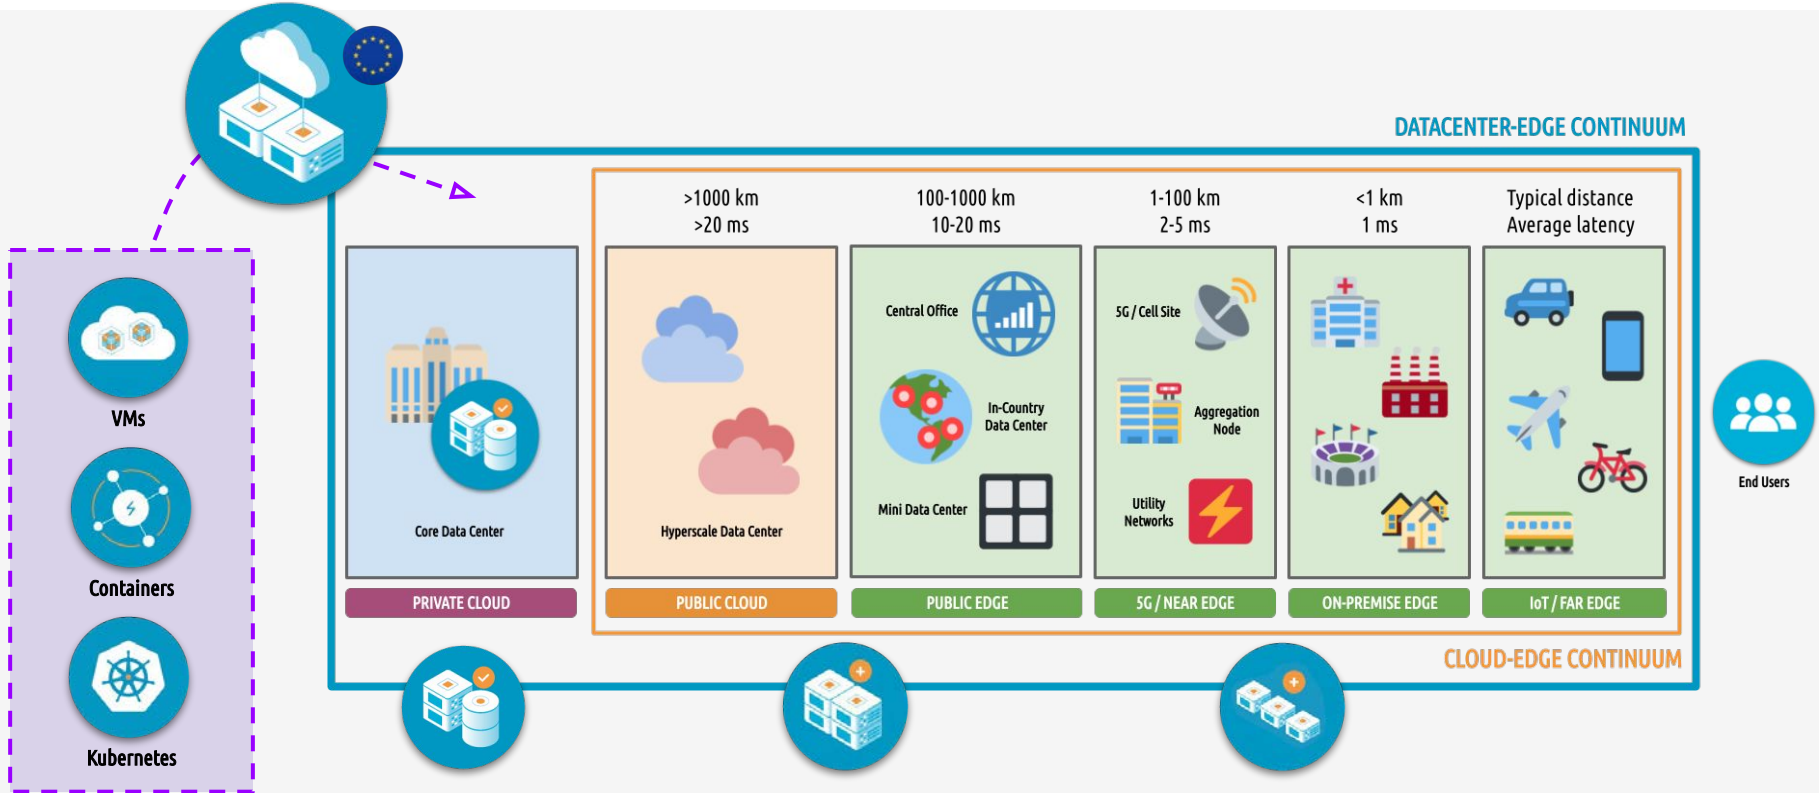 DATACENTER-EDGE CONTINUUM
>1000 km
>20 ms
100-1000 km
10-20 ms
1-100 km
2-5 ms
<1 km
1 ms
Typical distance
Average latency
VMs
Containers
Kubernetes
Core Data Center
PRIVATE CLOUD
Hyperscale Data Center
PUBLIC CLOUD
Central Office
In-Country
Data Center
Mini Data Center
PUBLIC EDGE
5G / Cell Site
Aggregation
Node
Utility
Networks
5G / NEAR EDGE
ON-PREMISE EDGE
IoT / FAR EDGE
End Users
CLOUD-EDGE CONTINUUM